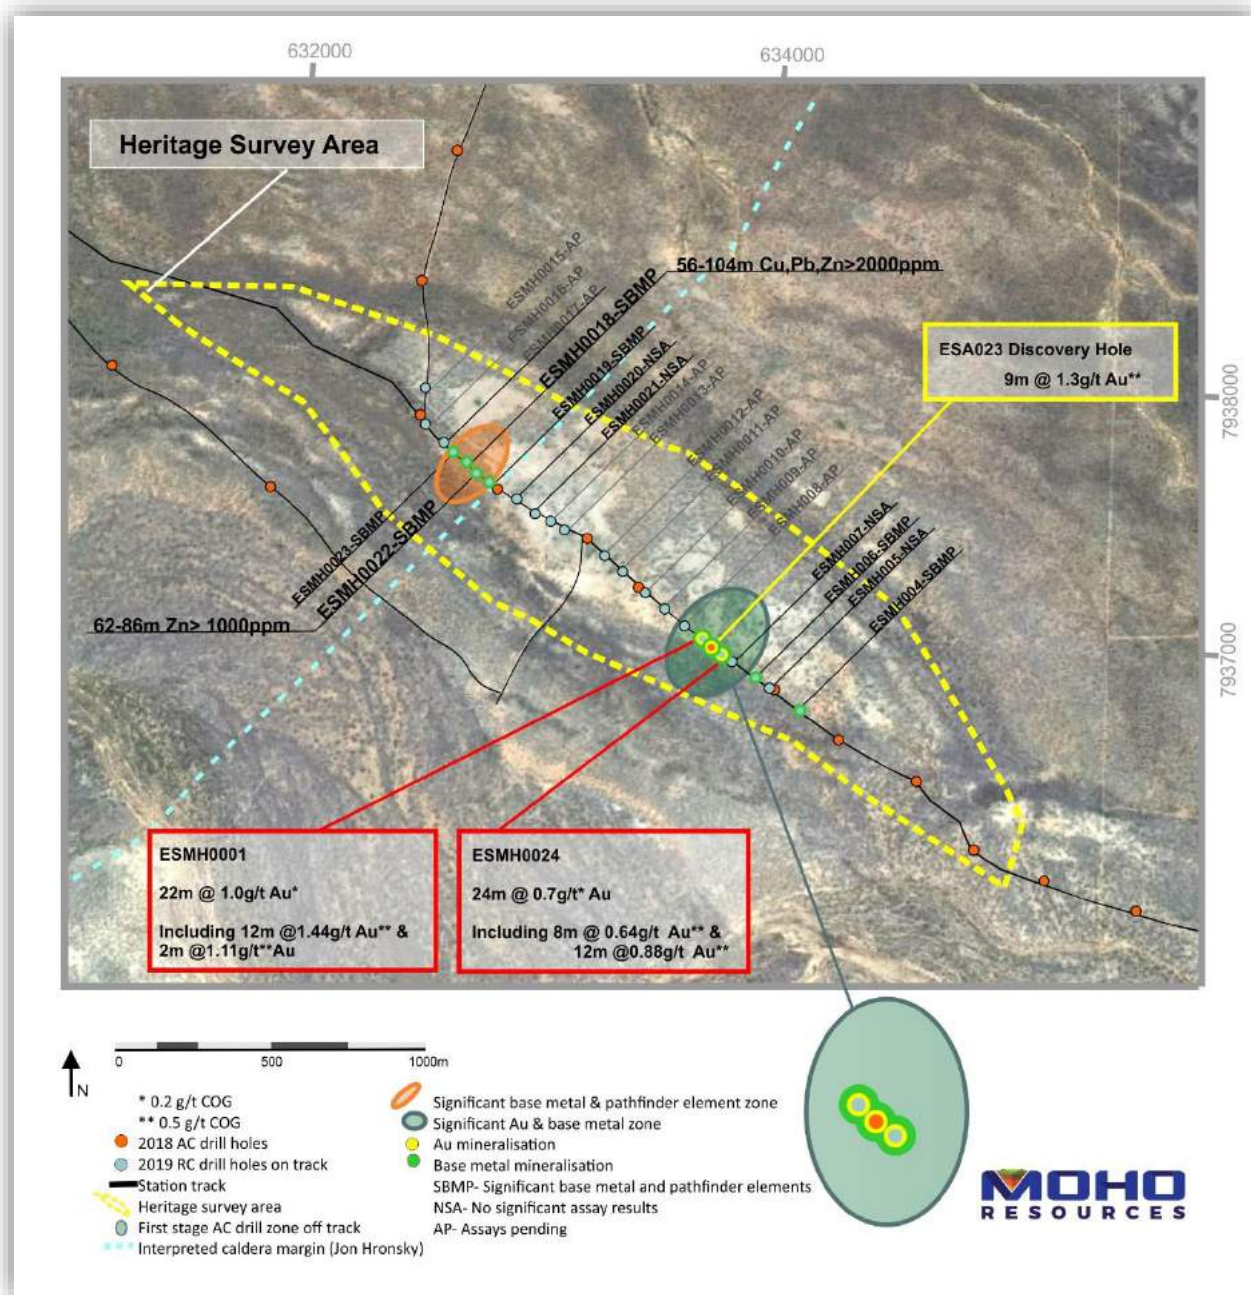 632000
634000
Heritage Survey Area
ESMH0015-AP
ESMH0016-AP
ESMH0017-AP
ESMH0018-SBMP
56-104m Cu,Pb,Zn>2000ppm
ESMH0019-SBMP
ESMH0020-NSA
ESMH0021-NSA
ESMH0014-AP
ESMH0013-AP
ESMH0012-AP
ESMH0011-AP
ESMH0010-AP
ESMH009-AP
ESMH008-AP
ESA023 Discovery Hole
9m @ 1.3g/t Au**
7938000
ESMH007-NSA
ESMH006-SBMP
ESMH005-NSA
ESMH004-SBMP
7937000
ESMH0023-SBMP
ESMH0022-SBMP
62-86m Zn> 1000ppm
ESMH0001
22m @ 1.0g/t Au*
Including 12m @1.44g/t Au** &
2m @1.11g/t**Au
ESMH0024
24m @ 0.7g/t* Au
Including 8m @ 0.64g/t Au** &
12m @0.88g/t Au**
0 500 1000m
N
* 0.2 g/t COG
** 0.5 g/t COG
2018 AC drill holes
2019 RC drill holes on track
Station track
Heritage survey area
First stage AC drill zone off track
Interpreted caldera margin (Jon Hronsky)
Significant base metal & pathfinder element zone
Significant Au & base metal zone
Au mineralisation
Base metal mineralisation
SBMP- Significant base metal and pathfinder elements
NSA- No significant assay results
AP- Assays pending
MOHO
RESOURCES